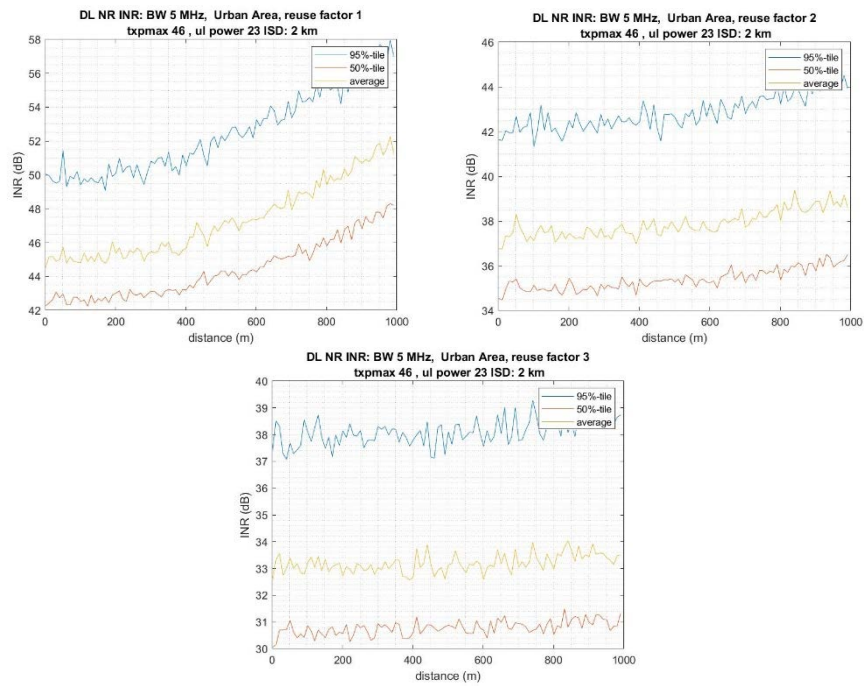 DL NR INR: BW 5 MHz, Urban Area, reuse factor 1
txpmax 46 , ul power 23 ISD: 2 km
58
56
54
52
50
48
46
44
42
INR (dB)
95%-tile
50%-tile
average
0
200
400
600
800
1000
distance (m)
DL NR INR: BW 5 MHz, Urban Area, reuse factor 2
txpmax 46 , ul power 23 ISD: 2 km
46
44
42
40
38
36
34
INR (dB)
95%-tile
50%-tile
average
0
200
400
600
800
1000
distance (m)
DL NR INR: BW 5 MHz, Urban Area, reuse factor 3
txpmax 46 , ul power 23 ISD: 2 km
40
39
38
37
36
35
34
33
32
31
30
INR (dB)
95%-tile
50%-tile
average
0
200
400
600
800
1000
distance (m)